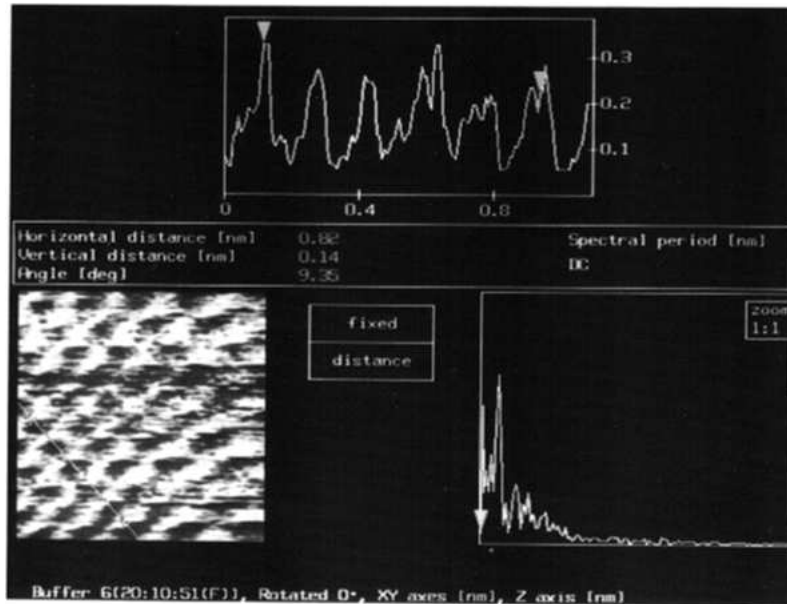 0.3
0.2
0.1
0 0.4 0.8
Horizontal distance [nm] 0.82 Spectral period [nm]
Vertical distance [nm] 0.14 DC
Angle [deg] 9.35
zoom
fixed
1:1
distance
Buffer 6(20:10:51(F)], Rotated 0°, XY axes [nm], Z axis [nm]